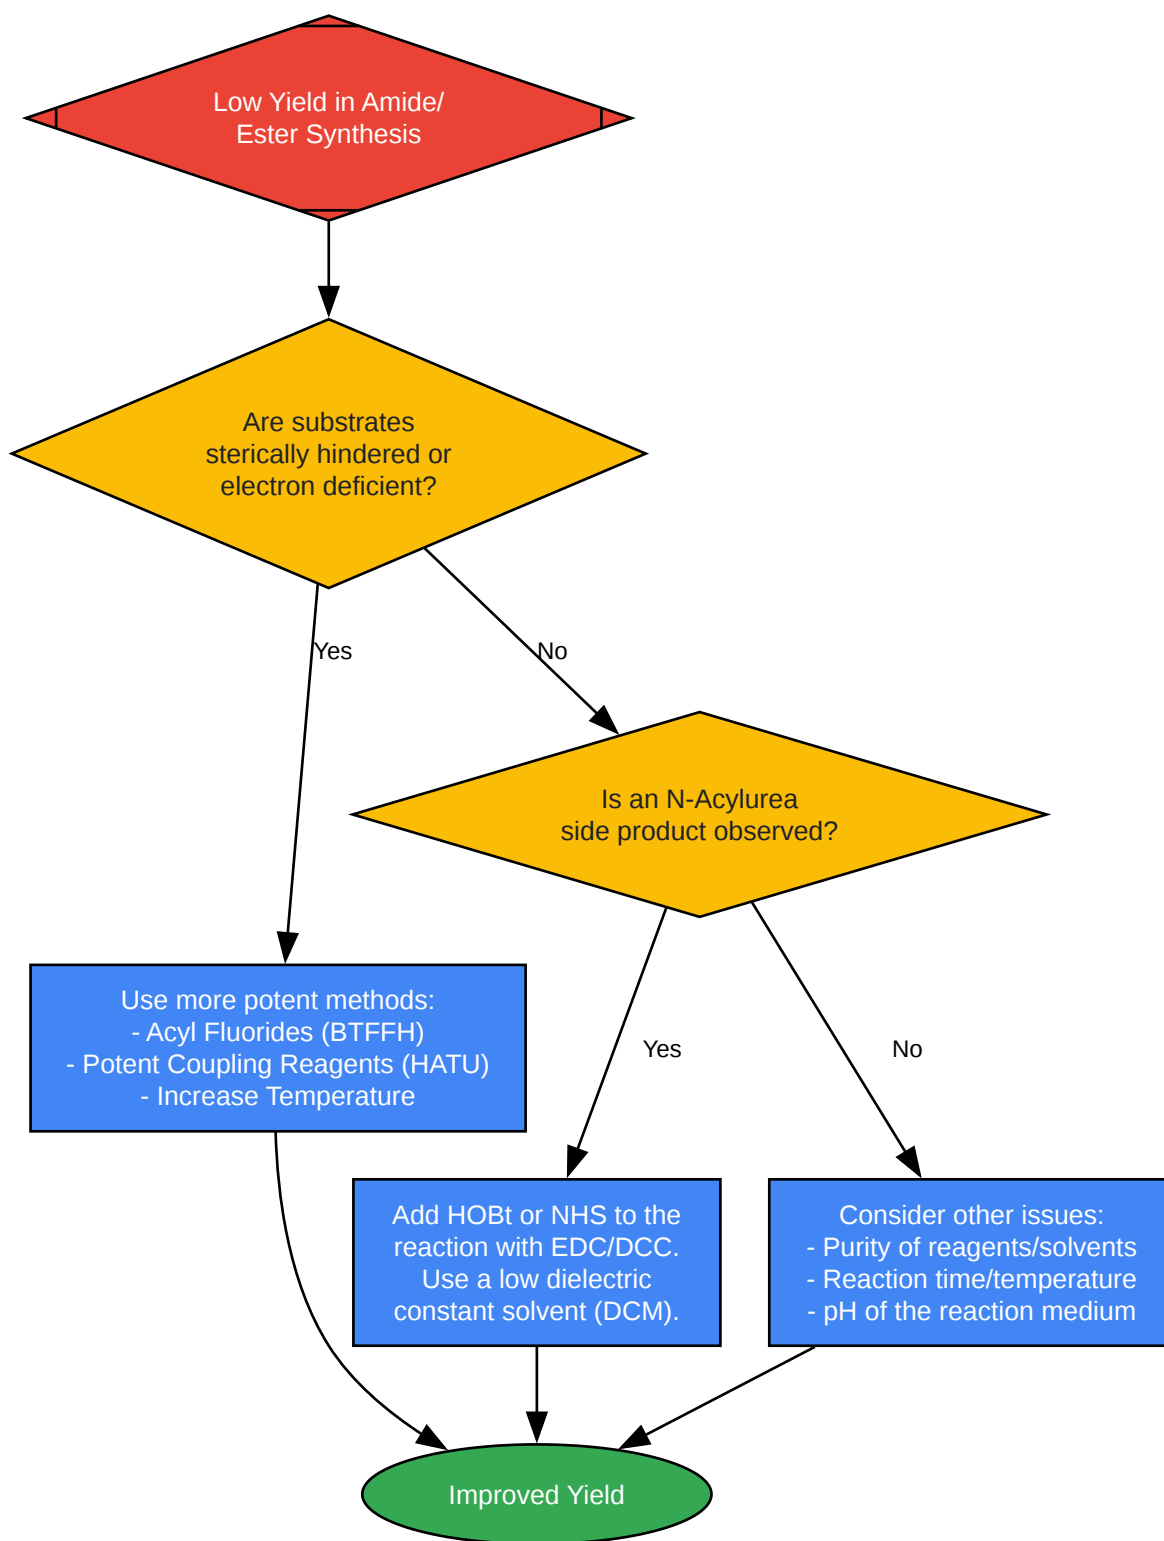 Low Yield in Amide/
Ester Synthesis
Are substrates
sterically hindered or
electron deficient?
Yes
No
Is an N-Acylurea
side product observed?
Use more potent methods:
- Acyl Fluorides (BTFFH)
- Potent Coupling Reagents (HATU)
- Increase Temperature
Yes
No
Add HOBt or NHS to the
reaction with EDC/DCC.
Use a low dielectric
constant solvent (DCM).
Consider other issues:
- Purity of reagents/solvents
- Reaction time/temperature
- pH of the reaction medium
Improved Yield